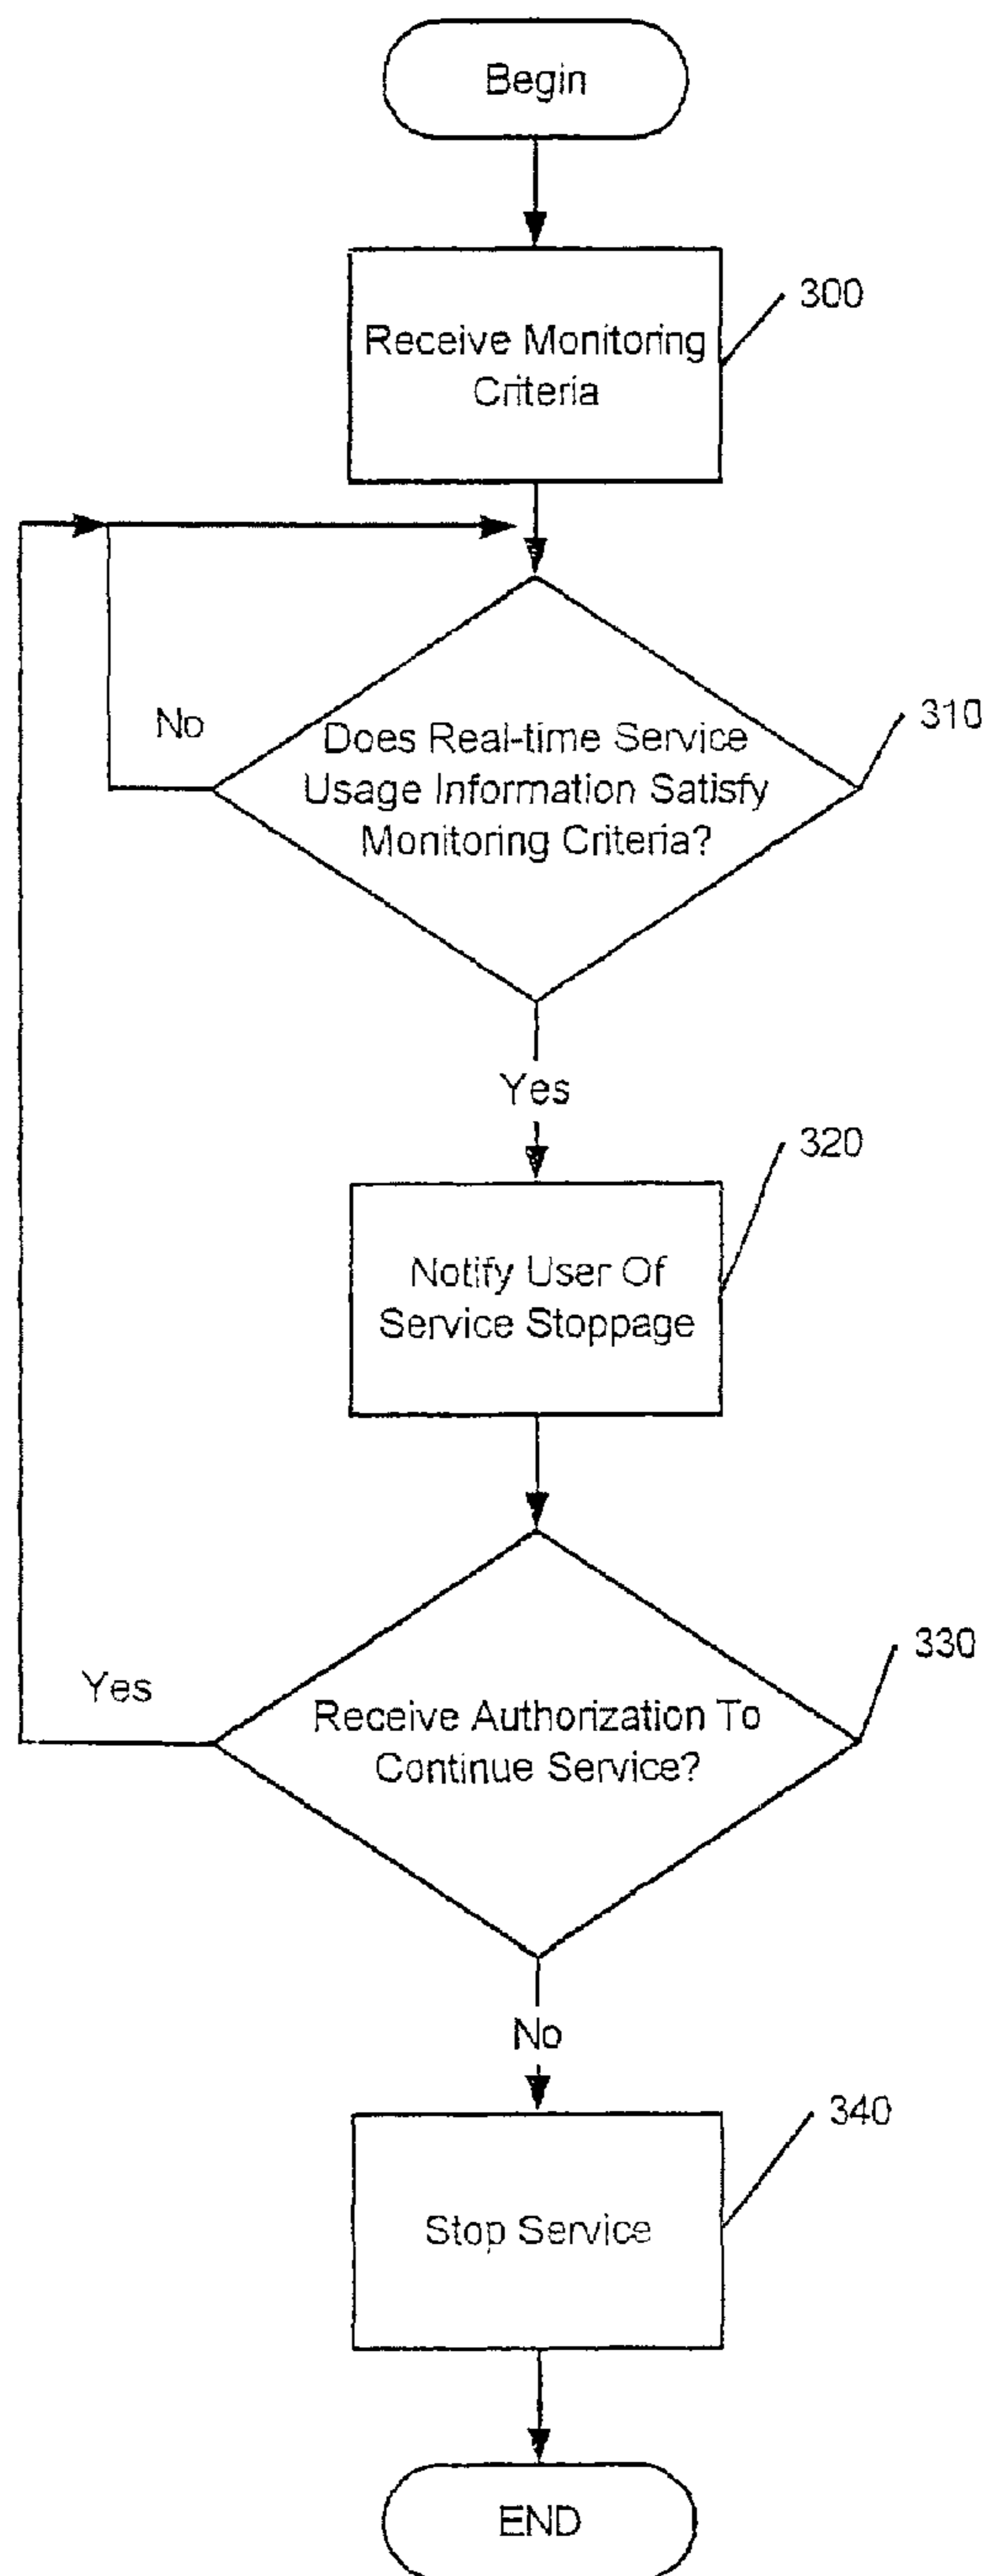 Begin
300
Receive Monitoring
Criteria
No
310
Does Real-time Service
Usage Information Satisfy
Monitoring Criteria?
Yes
320
Notify User Of
Service Stoppage
330
Yes
Receive Authorization To
Continue Service?
No
340
Stop Service
END